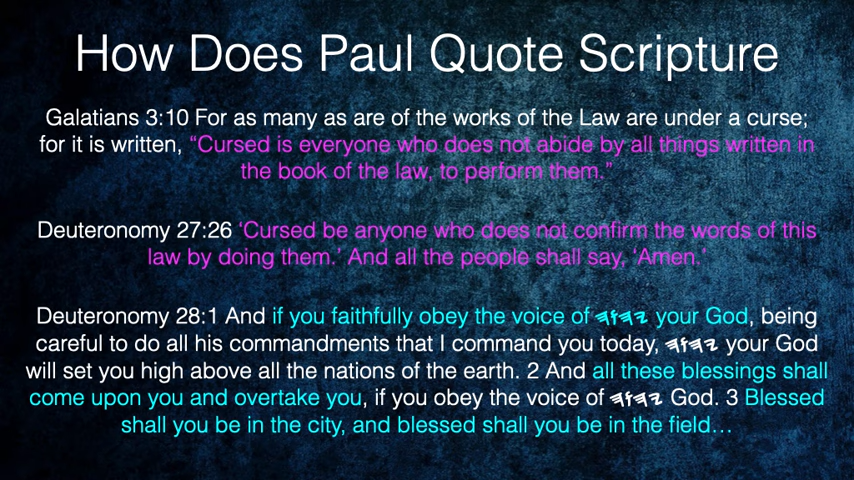 How Does Paul Quote Scripture
Galatians 3:10 For as many as are of the works of the Law are under a curse;
for it is written, “Cursed is everyone who does not abide by all things written in
the book of the law, to perform them.”
Deuteronomy 27:26 ‘Cursed be anyone who does not confirm the words of this
law by doing them.’ And all the people shall say, ‘Amen.’
Deuteronomy 28:1 And if you faithfully obey the voice of 𐤉𐤄𐤅𐤄 your God, being
careful to do all his commandments that I command you today, 𐤉𐤄𐤅𐤄 your God
will set you high above all the nations of the earth. 2 And all these blessings shall
come upon you and overtake you, if you obey the voice of 𐤉𐤄𐤅𐤄 God. 3 Blessed
shall you be in the city, and blessed shall you be in the field…